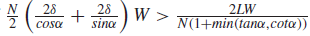 N/2 (2δ/cosα + 2δ/sinα) W > 2LW/N(1+min(tanα,cotα))